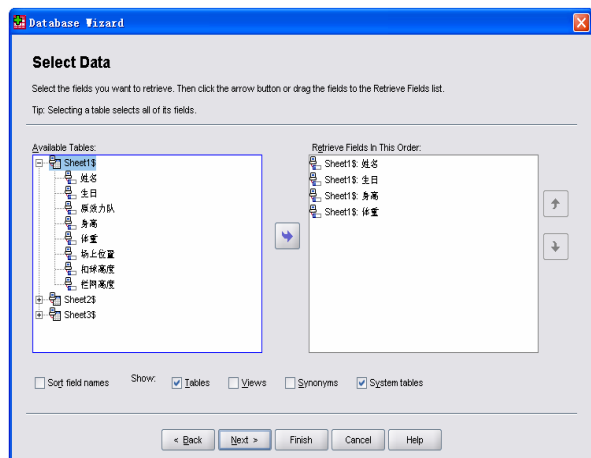 Database Wizard
Select Data
Select the fields you want to retrieve. Then click the arrow button or drag the fields to the Retrieve Fields list.
Tip: Selecting a table selects all of its fields.
Available Tables:
Sheet1$
姓名
生日
原效力队
身高
体重
场上位置
扣球高度
拦网高度
Sheet2$
Sheet3$
Retrieve Fields In This Order:
Sheet1$: 姓名
Sheet1$: 生日
Sheet1$: 身高
Sheet1$: 体重
Sort field names
Show:
Tables
Views
Synonyms
System tables
< Back
Next >
Finish
Cancel
Help